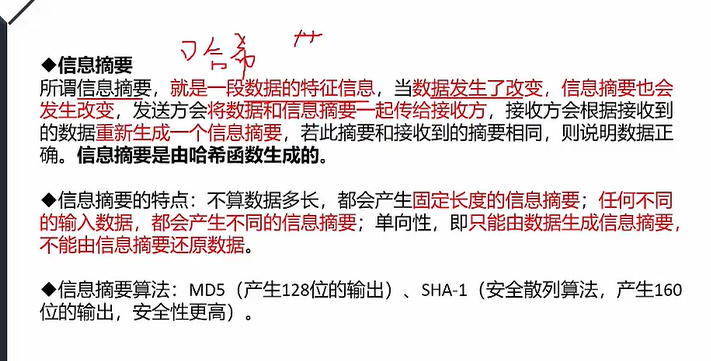 哈希
◆信息摘要
所谓信息摘要，就是一段数据的特征信息，当数据发生了改变，信息摘要也会
发生改变，发送方会将数据和信息摘要一起传给接收方，接收方会根据接收到
的数据重新生成一个信息摘要，若此摘要和接收到的摘要相同，则说明数据正
确。信息摘要是由哈希函数生成的。
◆信息摘要的特点：不算数据多长，都会产生固定长度的信息摘要；任何不同
的输入数据，都会产生不同的信息摘要；单向性，即只能由数据生成信息摘要，
不能由信息摘要还原数据。
◆信息摘要算法：MD5（产生128位的输出）、SHA-1（安全散列算法，产生160
位的输出，安全性更高）。